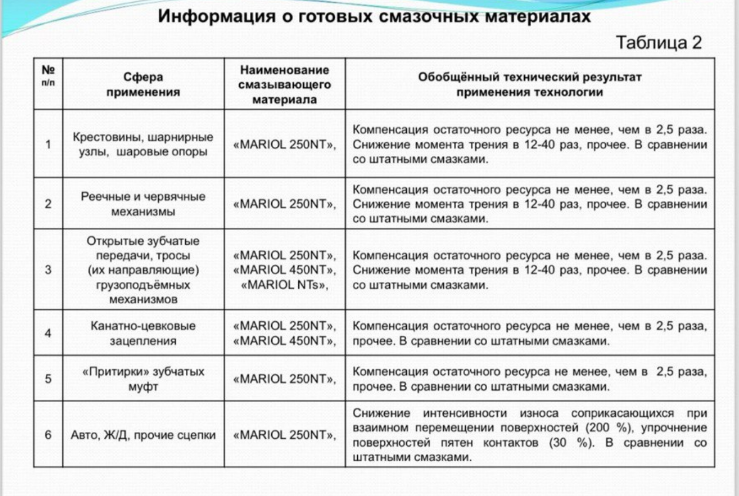 Информация о готовых смазочных материалах
Таблица 2
№
п/п
Сфера
применения
Наименование
смазывающего
материала
Обобщённый технический результат
применения технологии
1
Крестовины, шарнирные
узлы, шаровые опоры
«MARIOL 250NT»,
Компенсация остаточного ресурса не менее, чем в 2,5 раза.
Снижение момента трения в 12-40 раз, прочее. В сравнении
со штатными смазками.
2
Реечные и червячные
механизмы
«MARIOL 250NT»,
Компенсация остаточного ресурса не менее, чем в 2,5 раза.
Снижение момента трения в 12-40 раз, прочее. В сравнении
со штатными смазками.
3
Открытые зубчатые
передачи, тросы
(их направляющие)
грузоподъёмных
механизмов
«MARIOL 250NT»,
«MARIOL 450NT»,
«MARIOL NTs»,
Компенсация остаточного ресурса не менее, чем в 2,5 раза.
Снижение момента трения в 12-40 раз, прочее. В сравнении
со штатными смазками.
4
Канатно-цевковые
зацепления
«MARIOL 250NT»,
«MARIOL 450NT»,
Компенсация остаточного ресурса не менее, чем в 2,5 раза,
прочее. В сравнении со штатными смазками.
5
«Притирки» зубчатых
муфт
«MARIOL 250NT»,
Компенсация остаточного ресурса не менее, чем в 2,5 раза,
прочее. В сравнении со штатными смазками.
6
Авто, Ж/Д, прочие сцепки
«MARIOL 250NT»,
Снижение интенсивности износа соприкасающихся при
взаимном перемещении поверхностей (200 %), упрочнение
поверхностей пятен контактов (30 %). В сравнении со
штатными смазками.